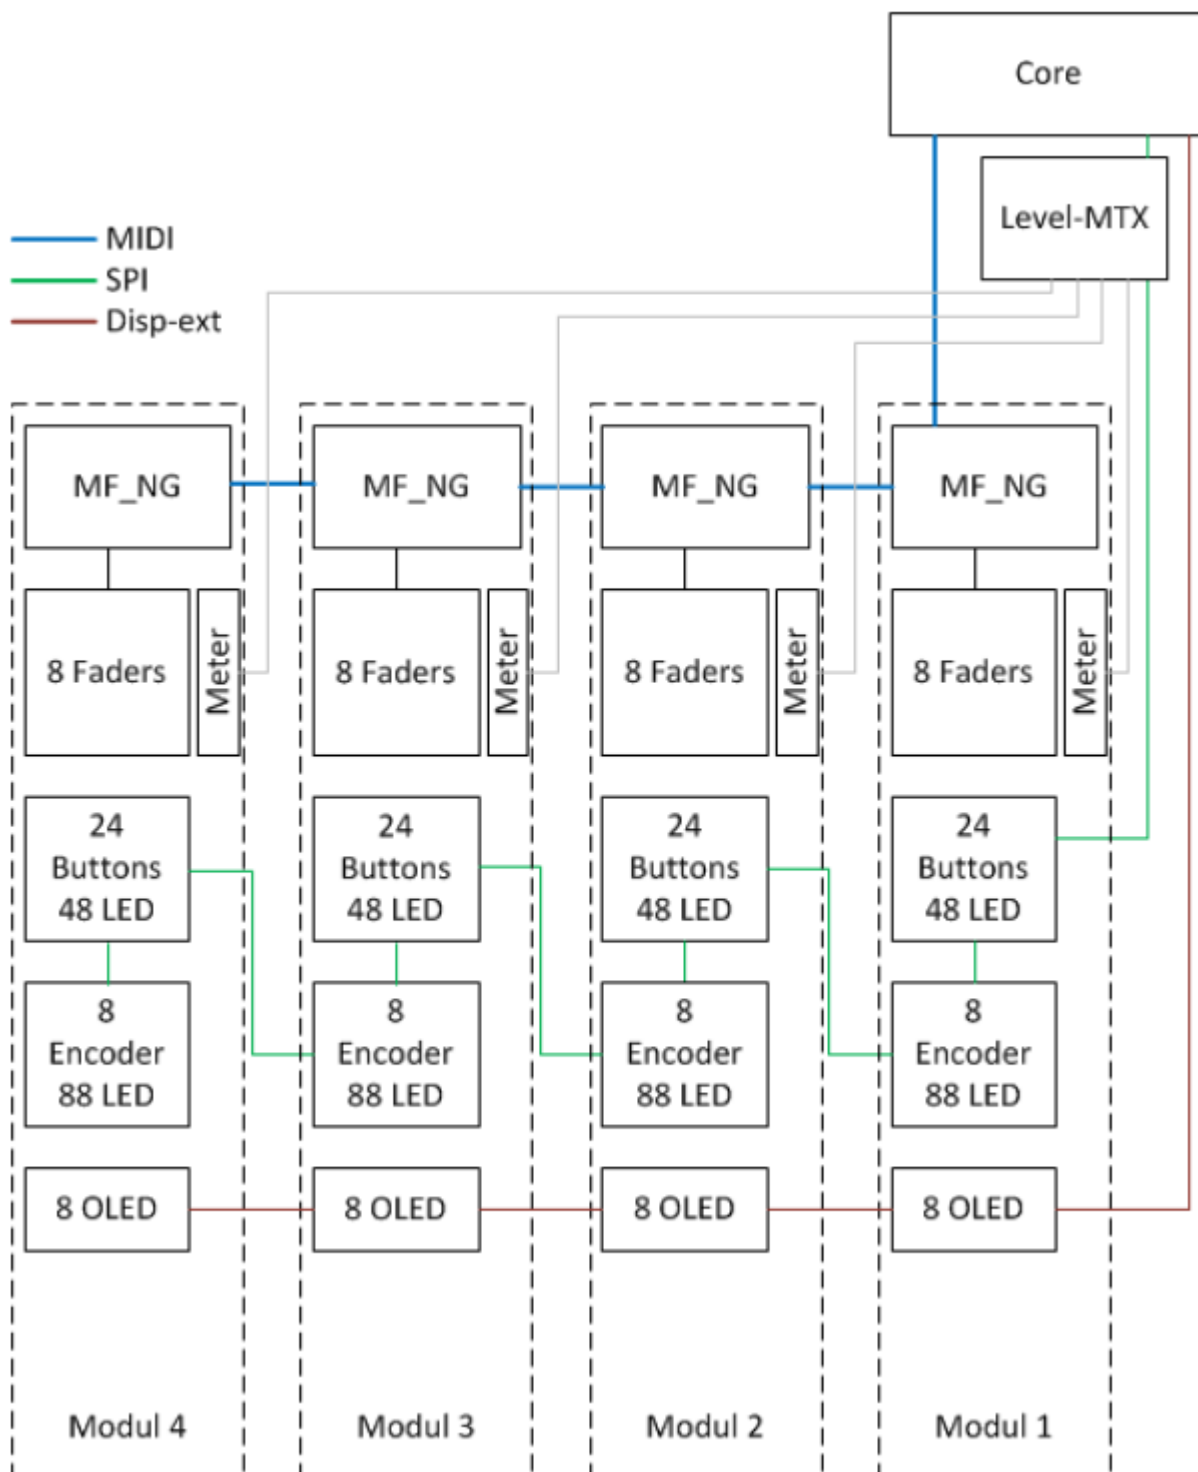 Core
Level-MTX
MIDI
SPI
Disp-ext
MF_NG
MF_NG
MF_NG
MF_NG
8 Faders
Meter
8 Faders
Meter
8 Faders
Meter
8 Faders
Meter
24
Buttons
48 LED
24
Buttons
48 LED
24
Buttons
48 LED
24
Buttons
48 LED
8
Encoder
88 LED
8
Encoder
88 LED
8
Encoder
88 LED
8
Encoder
88 LED
8 OLED
8 OLED
8 OLED
8 OLED
Modul 4
Modul 3
Modul 2
Modul 1